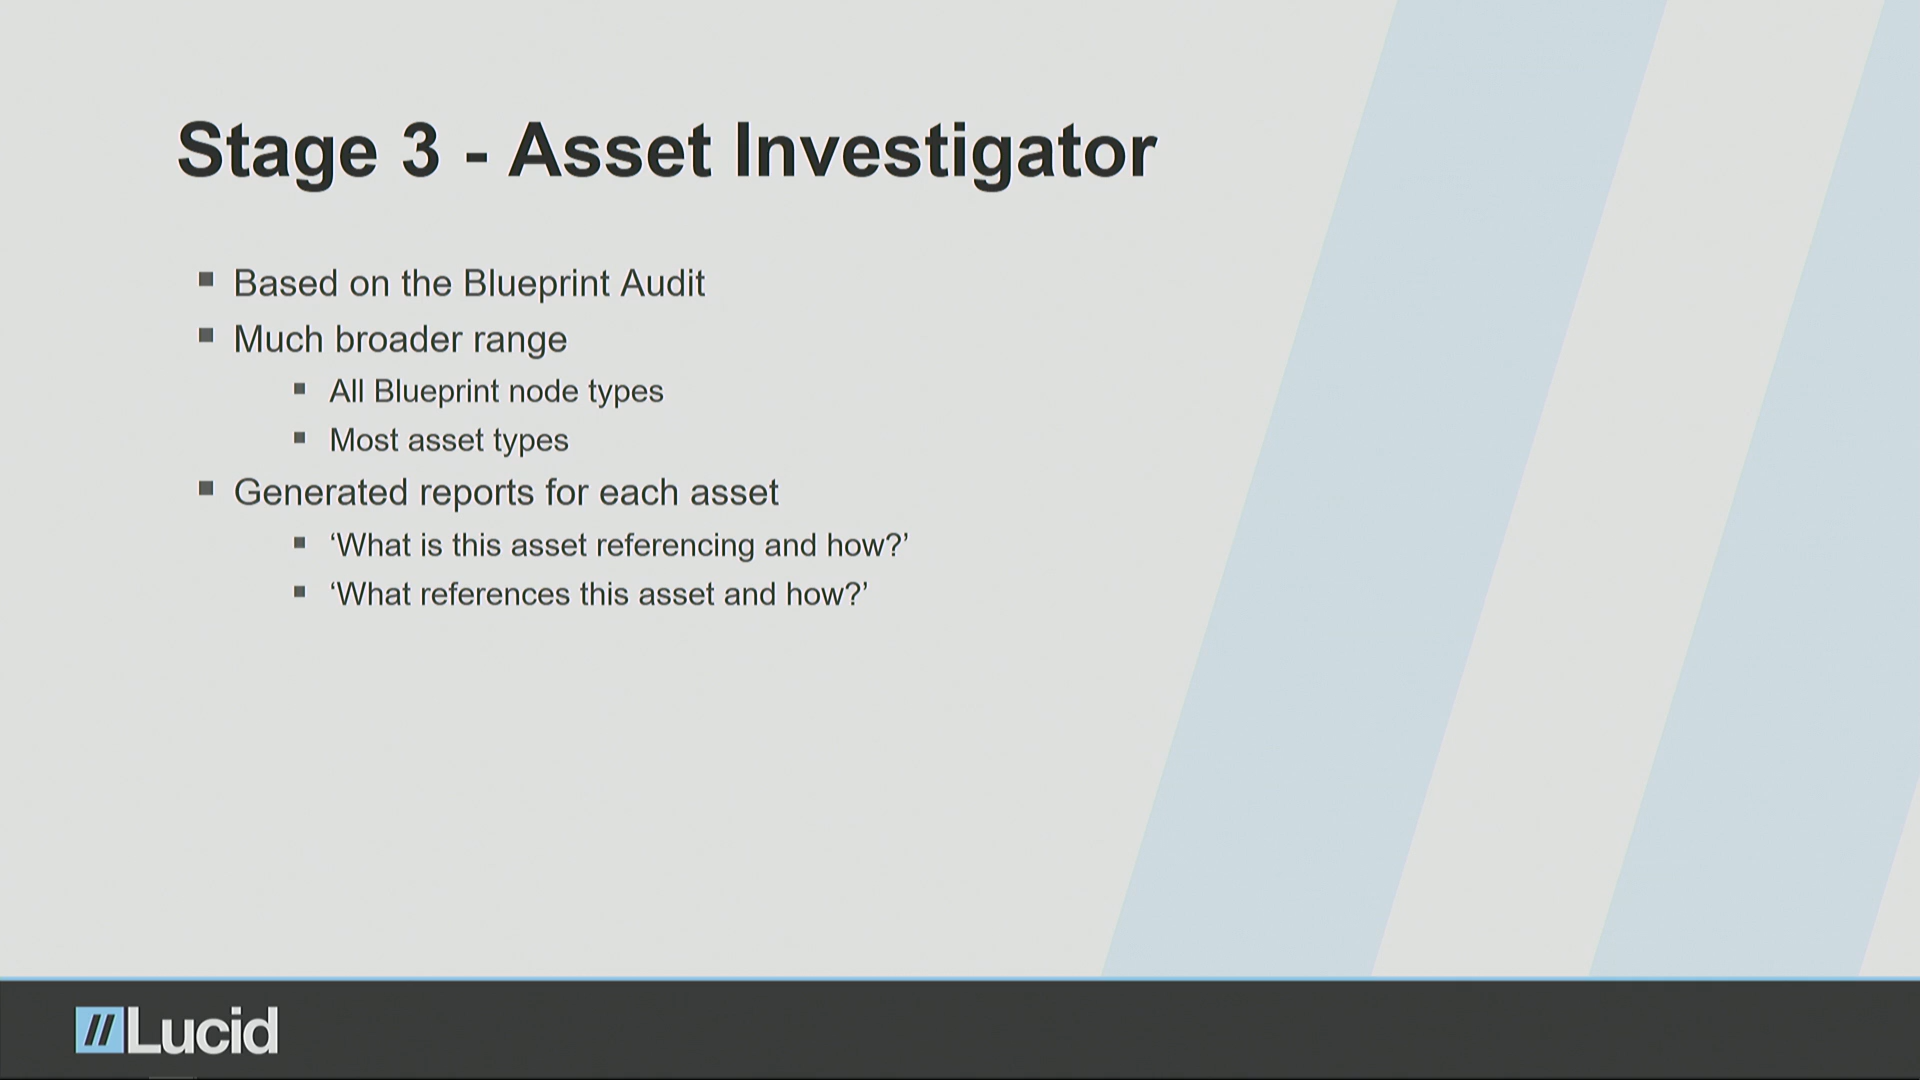 Stage 3 - Asset Investigator
Based on the Blueprint Audit
Much broader range
All Blueprint node types
Most asset types
Generated reports for each asset
‘What is this asset referencing and how?’
‘What references this asset and how?’
//Lucid